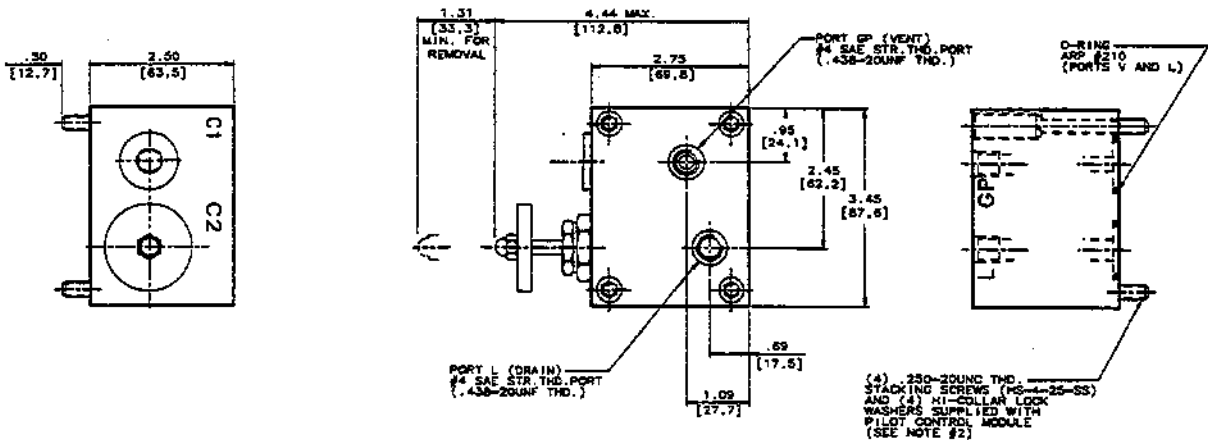 1.31
[33.3]
MIN. FOR
REMOVAL
4.44 MAX.
[112.8]
.50
[12.7]
2.50
[63.5]
C1
C2
PORT GP (VENT)
#4 SAE STR.THD.PORT
(.438-20UNF THD.)
2.75
[69.8]
.95
[24.1]
2.45
[62.2]
3.45
[87.6]
.69
[17.5]
1.09
[27.7]
PORT L (DRAIN)
#4 SAE STR.THD.PORT
(.438-20UNF THD.)
O-RING
ARP #210
(PORTS V AND L)
GP
L
(4) .250-20UNC THD.
STACKING SCREWS (MS-4-25-SS)
AND (4) HI-COLLAR LOCK
WASHERS SUPPLIED WITH
PILOT CONTROL MODULE
(SEE NOTE #2)